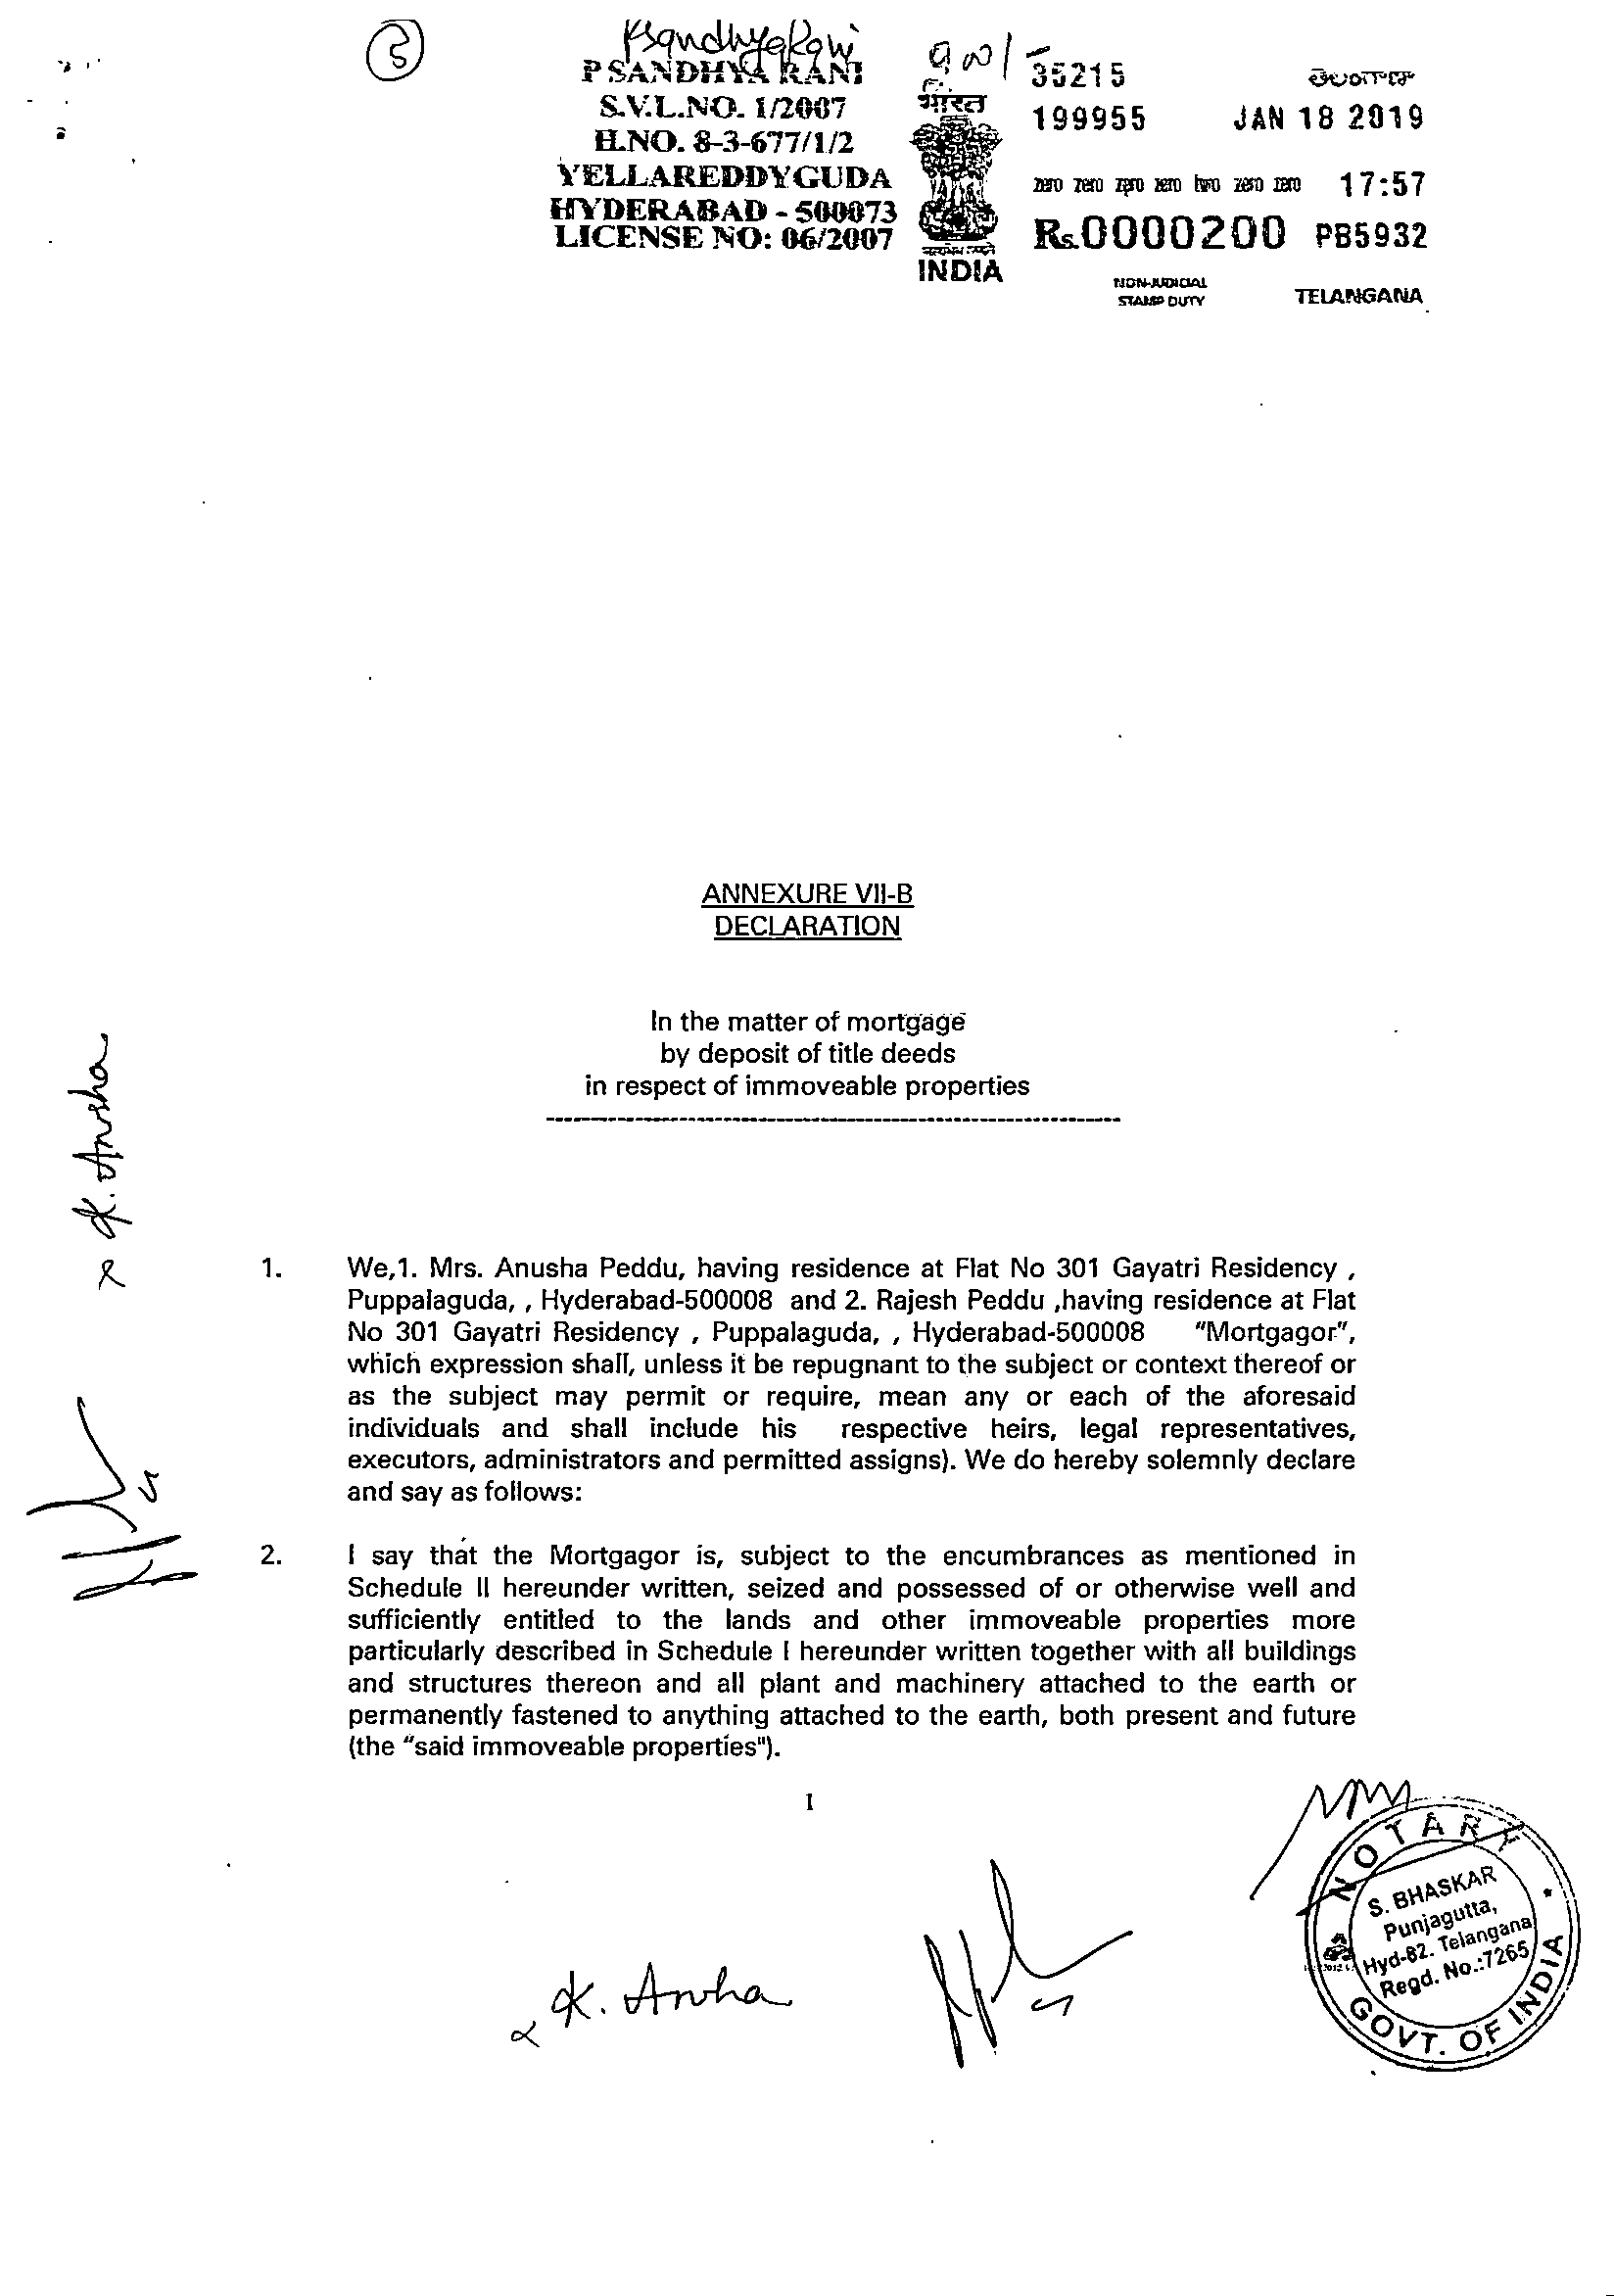 3
PSandhyaRani
P SANDHYA RANI
S.V.L.NO. 1/2007
H.NO. 8-3-677/1/2
YELLAREDDYGUDA
HYDERABAD - 500073
LICENSE NO: 06/2007
भारत
INDIA
35215 తెలంగాణ
199955 JAN 18 2019
zero zero zero zero two zero zero 17:57
Rs.0000200 PB5932
NON-JUDICIAL
STAMP DUTY TELANGANA
ANNEXURE VII-B
DECLARATION
In the matter of mortgage
by deposit of title deeds
in respect of immoveable properties
K. Anusha
1. We,1. Mrs. Anusha Peddu, having residence at Flat No 301 Gayatri Residency ,
Puppalaguda, , Hyderabad-500008 and 2. Rajesh Peddu ,having residence at Flat
No 301 Gayatri Residency , Puppalaguda, , Hyderabad-500008 "Mortgagor",
which expression shall, unless it be repugnant to the subject or context thereof or
as the subject may permit or require, mean any or each of the aforesaid
individuals and shall include his respective heirs, legal representatives,
executors, administrators and permitted assigns). We do hereby solemnly declare
and say as follows:
2. I say that the Mortgagor is, subject to the encumbrances as mentioned in
Schedule II hereunder written, seized and possessed of or otherwise well and
sufficiently entitled to the lands and other immoveable properties more
particularly described in Schedule I hereunder written together with all buildings
and structures thereon and all plant and machinery attached to the earth or
permanently fastened to anything attached to the earth, both present and future
(the "said immoveable properties").
1
K. Anusha
NOTARY
S. BHASKAR
Punjagutta,
Hyd-82. Telangana
Regd. No.:7265
GOVT. OF INDIA